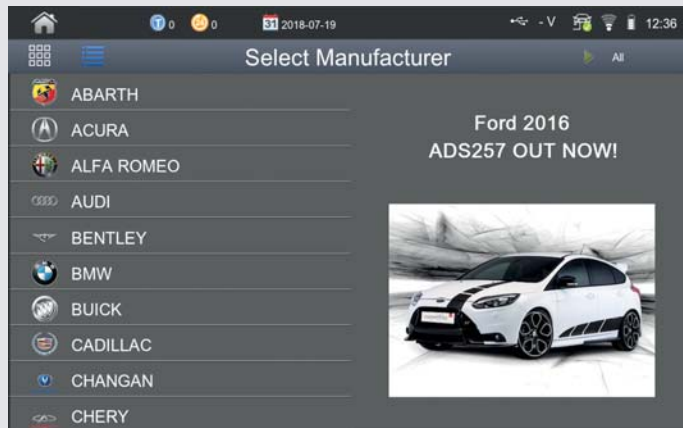 0
0
31
2018-07-19
- V
12:36
Select Manufacturer
All
ABARTH
ACURA
ALFA ROMEO
AUDI
BENTLEY
BMW
BUICK
CADILLAC
CHANGAN
CHERY
Ford 2016
ADS257 OUT NOW!